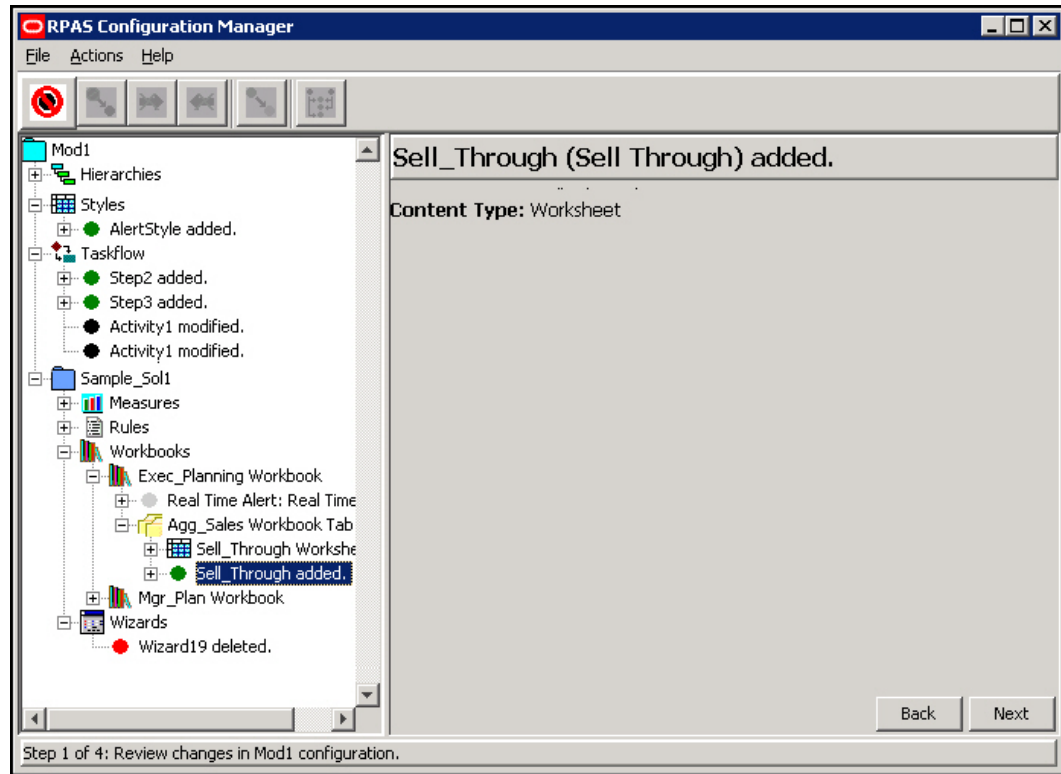 RPAS Configuration Manager
File Actions Help
Mod1
Hierarchies
Styles
AlertStyle added.
Taskflow
Step2 added.
Step3 added.
Activity1 modified.
Activity1 modified.
Sample_Sol1
Measures
Rules
Workbooks
Exec_Planning Workbook
Real Time Alert: Real Time
Agg_Sales Workbook Tab
Sell_Through Workshe
Sell_Through added.
Mgr_Plan Workbook
Wizards
Wizard19 deleted.
Sell_Through (Sell Through) added.
Content Type: Worksheet
Back Next
Step 1 of 4: Review changes in Mod1 configuration.